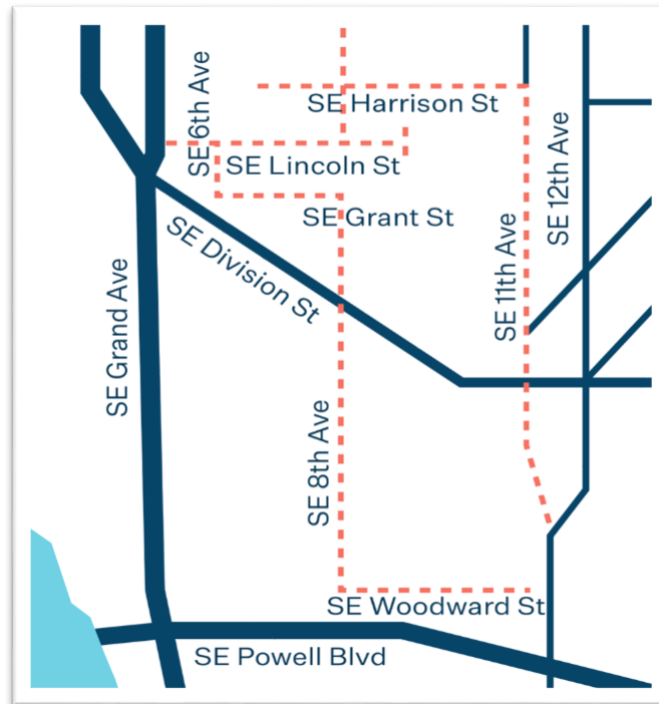 SE 6th Ave
SE Harrison St
SE Lincoln St
SE 12th Ave
SE Grant St
SE Division St
SE 11th Ave
SE Grand Ave
SE 8th Ave
SE Woodward St
SE Powell Blvd